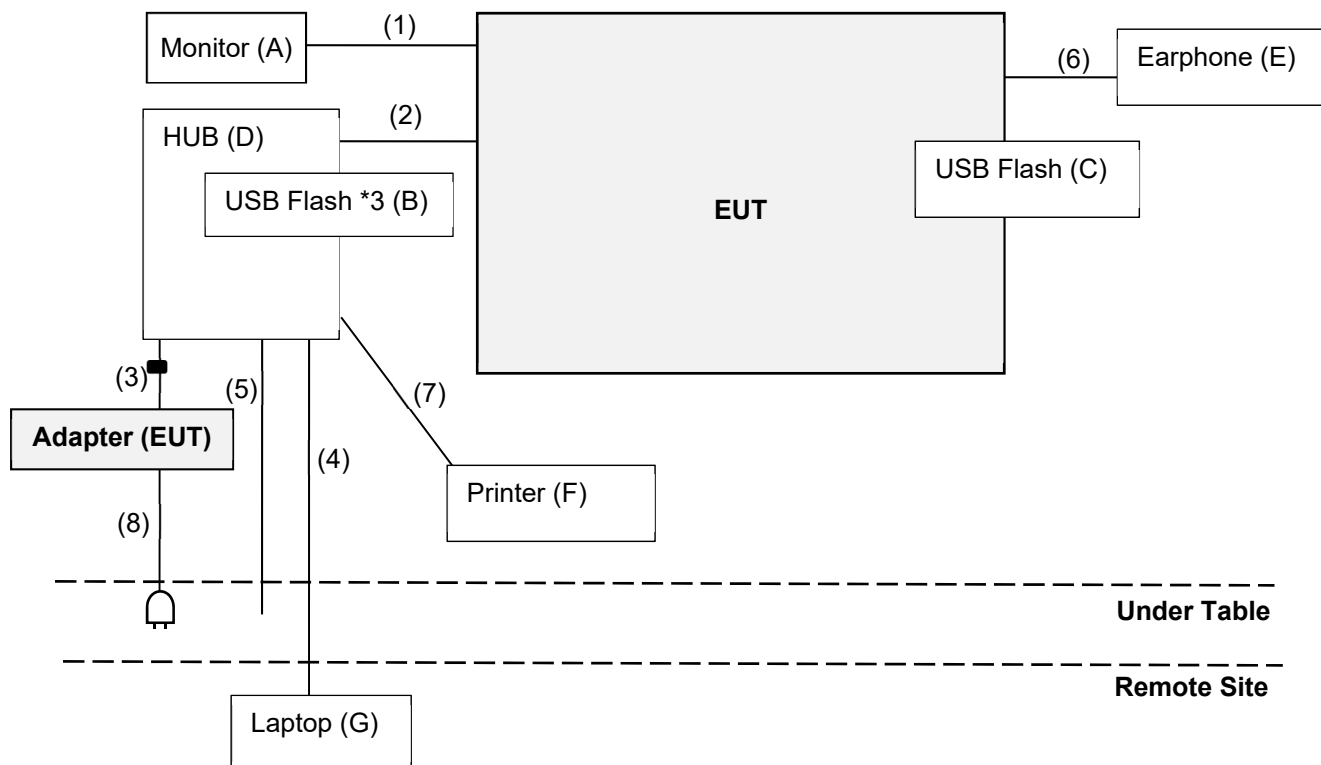 (1)
Monitor (A)
(6)
Earphone (E)
(2)
HUB (D)
USB Flash (C)
USB Flash *3 (B)
EUT
(3)
(5)
(7)
Adapter (EUT)
(4)
Printer (F)
(8)
Under Table
Remote Site
Laptop (G)